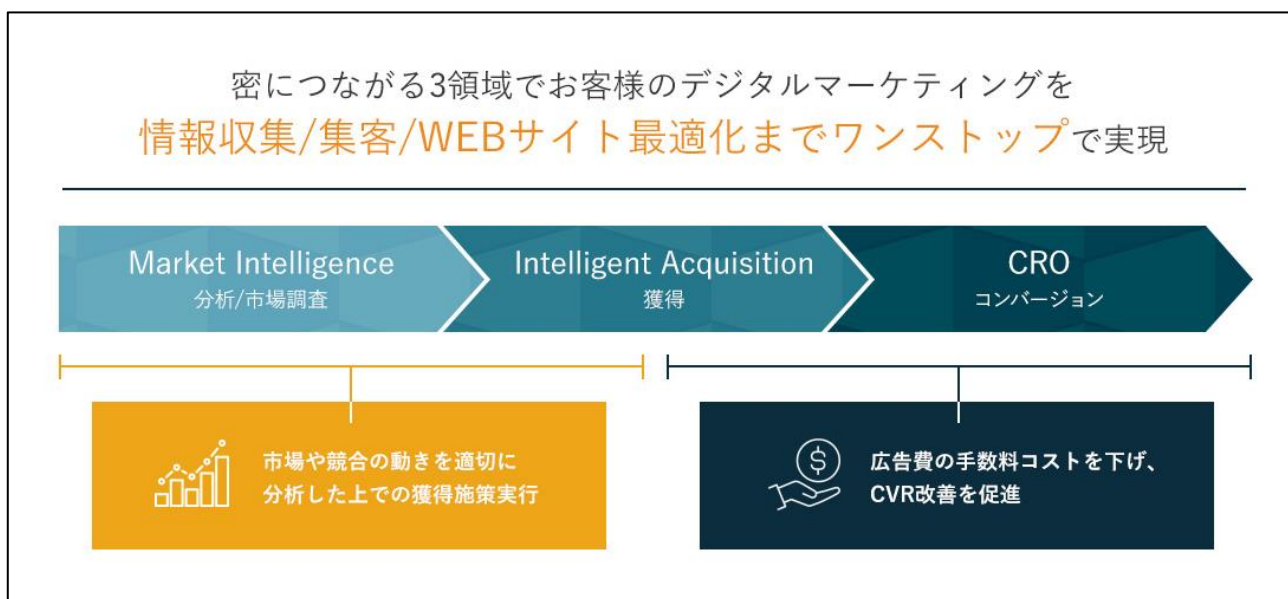 密につながる3領域でお客様のデジタルマーケティングを
情報収集/集客/WEBサイト最適化までワンストップで実現
Market Intelligence
分析/市場調査
Intelligent Acquisition
獲得
CRO
コンバージョン
市場や競合の動きを適切に
分析した上での獲得施策実行
$
広告費の手数料コストを下げ、
CVR改善を促進